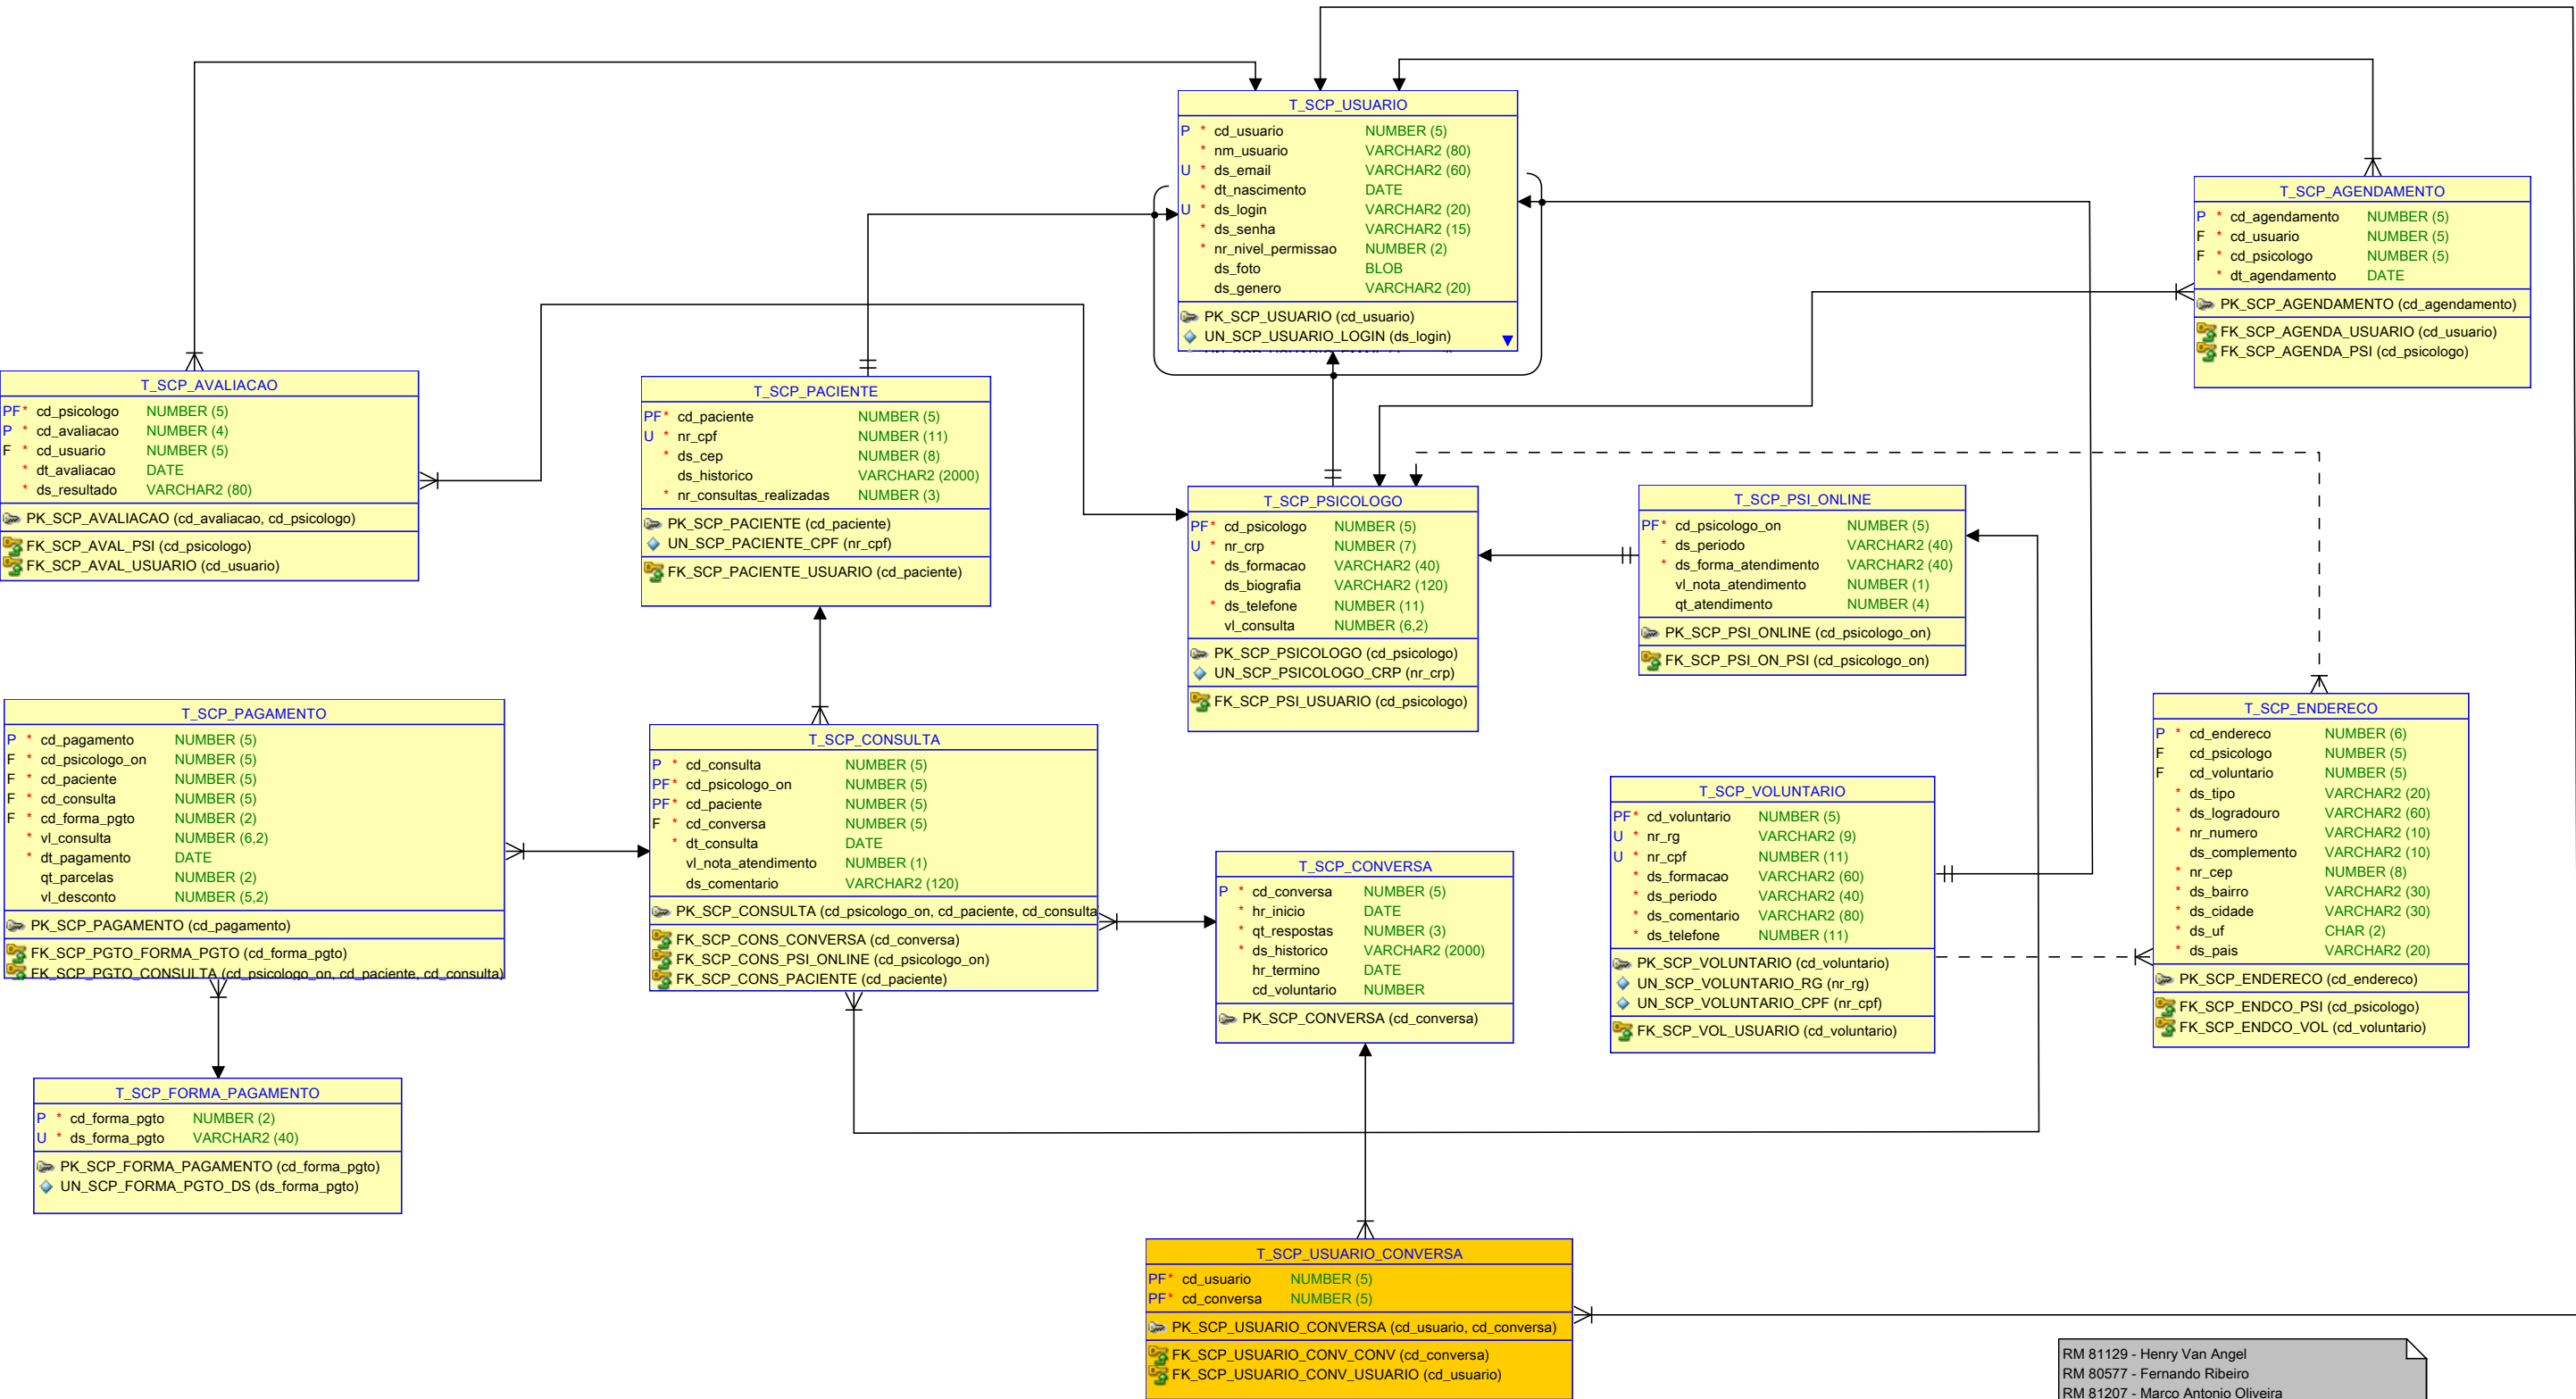 T_SCP_USUARIO
P * cd_usuario NUMBER (5)
* nm_usuario VARCHAR2 (80)
U * ds_email VARCHAR2 (60)
* dt_nascimento DATE
U * ds_login VARCHAR2 (20)
* ds_senha VARCHAR2 (15)
* nr_nivel_permissao NUMBER (2)
ds_foto BLOB
ds_genero VARCHAR2 (20)
PK_SCP_USUARIO (cd_usuario)
UN_SCP_USUARIO_LOGIN (ds_login)
T_SCP_AGENDAMENTO
P * cd_agendamento NUMBER (5)
F * cd_usuario NUMBER (5)
F * cd_psicologo NUMBER (5)
* dt_agendamento DATE
PK_SCP_AGENDAMENTO (cd_agendamento)
FK_SCP_AGENDA_USUARIO (cd_usuario)
FK_SCP_AGENDA_PSI (cd_psicologo)
T_SCP_AVALIACAO
PF* cd_psicologo NUMBER (5)
P * cd_avaliacao NUMBER (4)
F * cd_usuario NUMBER (5)
* dt_avaliacao DATE
* ds_resultado VARCHAR2 (80)
PK_SCP_AVALIACAO (cd_avaliacao, cd_psicologo)
FK_SCP_AVAL_PSI (cd_psicologo)
FK_SCP_AVAL_USUARIO (cd_usuario)
T_SCP_PACIENTE
PF* cd_paciente NUMBER (5)
U * nr_cpf NUMBER (11)
* ds_cep NUMBER (8)
ds_historico VARCHAR2 (2000)
* nr_consultas_realizadas NUMBER (3)
PK_SCP_PACIENTE (cd_paciente)
UN_SCP_PACIENTE_CPF (nr_cpf)
FK_SCP_PACIENTE_USUARIO (cd_paciente)
T_SCP_PSICOLOGO
PF* cd_psicologo NUMBER (5)
U * nr_crp NUMBER (7)
* ds_formacao VARCHAR2 (40)
ds_biografia VARCHAR2 (120)
* ds_telefone NUMBER (11)
vl_consulta NUMBER (6,2)
PK_SCP_PSICOLOGO (cd_psicologo)
UN_SCP_PSICOLOGO_CRP (nr_crp)
FK_SCP_PSI_USUARIO (cd_psicologo)
T_SCP_PSI_ONLINE
PF* cd_psicologo_on NUMBER (5)
* ds_periodo VARCHAR2 (40)
* ds_forma_atendimento VARCHAR2 (40)
vl_nota_atendimento NUMBER (1)
qt_atendimento NUMBER (4)
PK_SCP_PSI_ONLINE (cd_psicologo_on)
FK_SCP_PSI_ON_PSI (cd_psicologo_on)
T_SCP_PAGAMENTO
P * cd_pagamento NUMBER (5)
F * cd_psicologo_on NUMBER (5)
F * cd_paciente NUMBER (5)
F * cd_consulta NUMBER (5)
F * cd_forma_pgto NUMBER (2)
* vl_consulta NUMBER (6,2)
* dt_pagamento DATE
qt_parcelas NUMBER (2)
vl_desconto NUMBER (5,2)
PK_SCP_PAGAMENTO (cd_pagamento)
FK_SCP_PGTO_FORMA_PGTO (cd_forma_pgto)
FK_SCP_PGTO_CONSULTA (cd_psicologo_on, cd_paciente, cd_consulta)
T_SCP_CONSULTA
P * cd_consulta NUMBER (5)
PF* cd_psicologo_on NUMBER (5)
PF* cd_paciente NUMBER (5)
F * cd_conversa NUMBER (5)
* dt_consulta DATE
vl_nota_atendimento NUMBER (1)
ds_comentario VARCHAR2 (120)
PK_SCP_CONSULTA (cd_psicologo_on, cd_paciente, cd_consulta
FK_SCP_CONS_CONVERSA (cd_conversa)
FK_SCP_CONS_PSI_ONLINE (cd_psicologo_on)
FK_SCP_CONS_PACIENTE (cd_paciente)
T_SCP_CONVERSA
P * cd_conversa NUMBER (5)
* hr_inicio DATE
* qt_respostas NUMBER (3)
* ds_historico VARCHAR2 (2000)
hr_termino DATE
cd_voluntario NUMBER
PK_SCP_CONVERSA (cd_conversa)
T_SCP_VOLUNTARIO
PF* cd_voluntario NUMBER (5)
U * nr_rg VARCHAR2 (9)
U * nr_cpf NUMBER (11)
* ds_formacao VARCHAR2 (60)
* ds_periodo VARCHAR2 (40)
* ds_comentario VARCHAR2 (80)
* ds_telefone NUMBER (11)
PK_SCP_VOLUNTARIO (cd_voluntario)
UN_SCP_VOLUNTARIO_RG (nr_rg)
UN_SCP_VOLUNTARIO_CPF (nr_cpf)
FK_SCP_VOL_USUARIO (cd_voluntario)
T_SCP_ENDERECO
P * cd_endereco NUMBER (6)
F cd_psicologo NUMBER (5)
F cd_voluntario NUMBER (5)
* ds_tipo VARCHAR2 (20)
* ds_logradouro VARCHAR2 (60)
* nr_numero VARCHAR2 (10)
ds_complemento VARCHAR2 (10)
* nr_cep NUMBER (8)
* ds_bairro VARCHAR2 (30)
* ds_cidade VARCHAR2 (30)
* ds_uf CHAR (2)
* ds_pais VARCHAR2 (20)
PK_SCP_ENDERECO (cd_endereco)
FK_SCP_ENDCO_PSI (cd_psicologo)
FK_SCP_ENDCO_VOL (cd_voluntario)
T_SCP_FORMA_PAGAMENTO
P * cd_forma_pgto NUMBER (2)
U * ds_forma_pgto VARCHAR2 (40)
PK_SCP_FORMA_PAGAMENTO (cd_forma_pgto)
UN_SCP_FORMA_PGTO_DS (ds_forma_pgto)
T_SCP_USUARIO_CONVERSA
PF* cd_usuario NUMBER (5)
PF* cd_conversa NUMBER (5)
PK_SCP_USUARIO_CONVERSA (cd_usuario, cd_conversa)
FK_SCP_USUARIO_CONV_CONV (cd_conversa)
FK_SCP_USUARIO_CONV_USUARIO (cd_usuario)
RM 81129 - Henry Van Angel
RM 80577 - Fernando Ribeiro
RM 81207 - Marco Antonio Oliveira